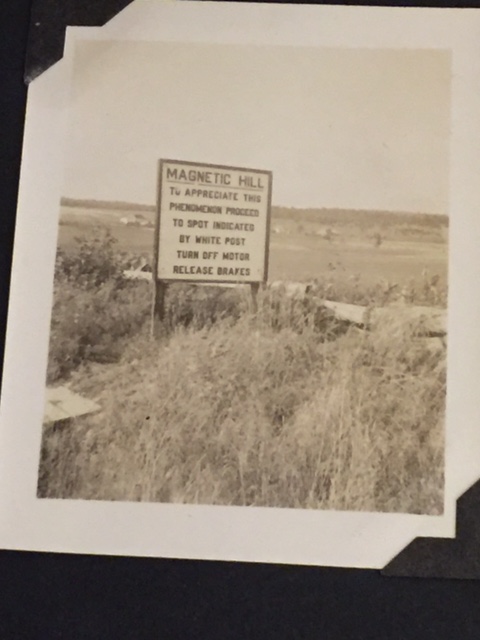 MAGNETIC HILL
TO APPRECIATE THIS
PHENOMENON PROCEED
TO SPOT INDICATED
BY WHITE POST
TURN OFF MOTOR
RELEASE BRAKES